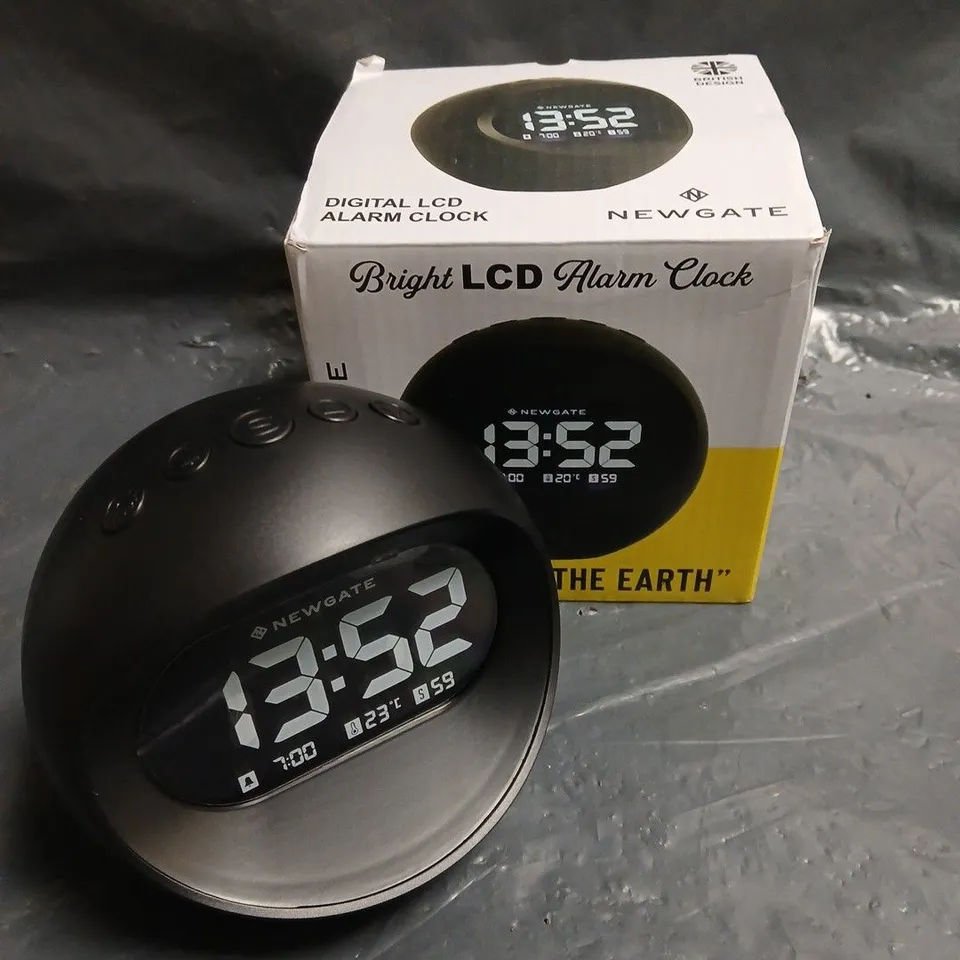 BRITISH
DESIGN
NEWGATE
13:52
7:00 20°c S 59
DIGITAL LCD
ALARM CLOCK
NEWGATE
Bright LCD Alarm Clock
E
NEWGATE
13:52
:00 20°c S 59
THE EARTH”
NEWGATE
13:52
7:00 23°c S 59